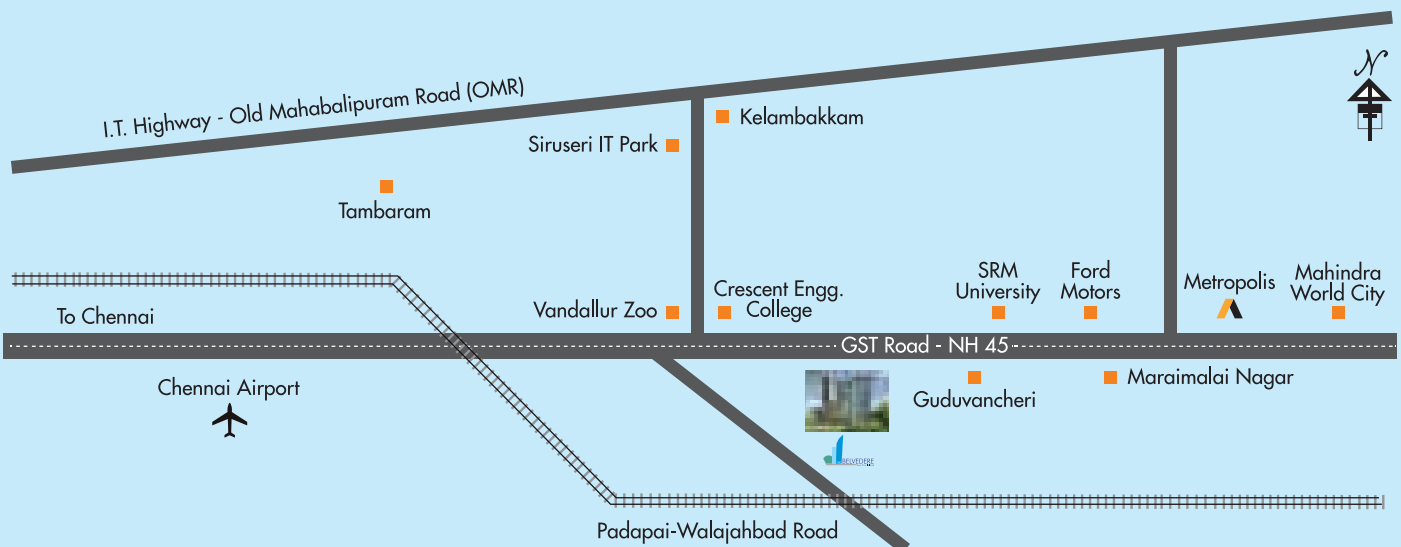 N
I.T. Highway - Old Mahabalipuram Road (OMR)
Kelambakkam
Siruseri IT Park
Tambaram
SRM
University
Ford
Motors
Metropolis
Mahindra
World City
Vandallur Zoo
Crescent Engg.
College
To Chennai
GST Road - NH 45
Chennai Airport
Guduvancheri
Maraimalai Nagar
BELVEDERE
Padapai-Walajahbad Road